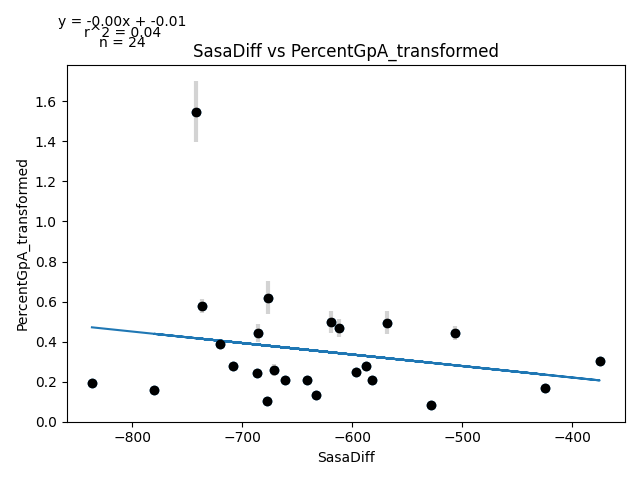 y = -0.00x + -0.01
r^2 = 0.04
n = 24
SasaDiff vs PercentGpA_transformed
PercentGpA_transformed
1.6
1.4
1.2
1.0
0.8
0.6
0.4
0.2
0.0
−800
−700
−600
−500
−400
SasaDiff